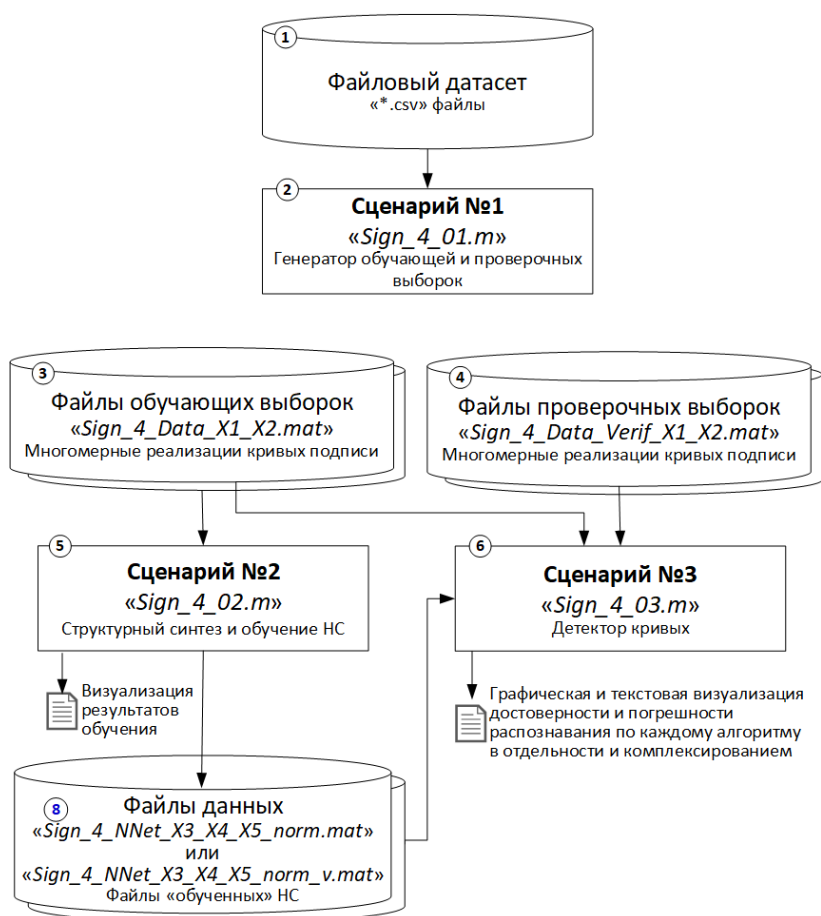 1
Файловый датасет
«*.csv» файлы
2
Сценарий №1
«Sign_4_01.m»
Генератор обучающей и проверочных
выборок
3
Файлы обучающих выборок
«Sign_4_Data_X1_X2.mat»
Многомерные реализации кривых подписи
4
Файлы проверочных выборок
«Sign_4_Data_Verif_X1_X2.mat»
Многомерные реализации кривых подписи
5
Сценарий №2
«Sign_4_02.m»
Структурный синтез и обучение НС
6
Сценарий №3
«Sign_4_03.m»
Детектор кривых
Визуализация
результатов
обучения
Графическая и текстовая визуализация
достоверности и погрешности
распознавания по каждому алгоритму
в отдельности и комплексированием
8
Файлы данных
«Sign_4_NNet_X3_X4_X5_norm.mat»
или
«Sign_4_NNet_X3_X4_X5_norm_v.mat»
Файлы «обученных» НС